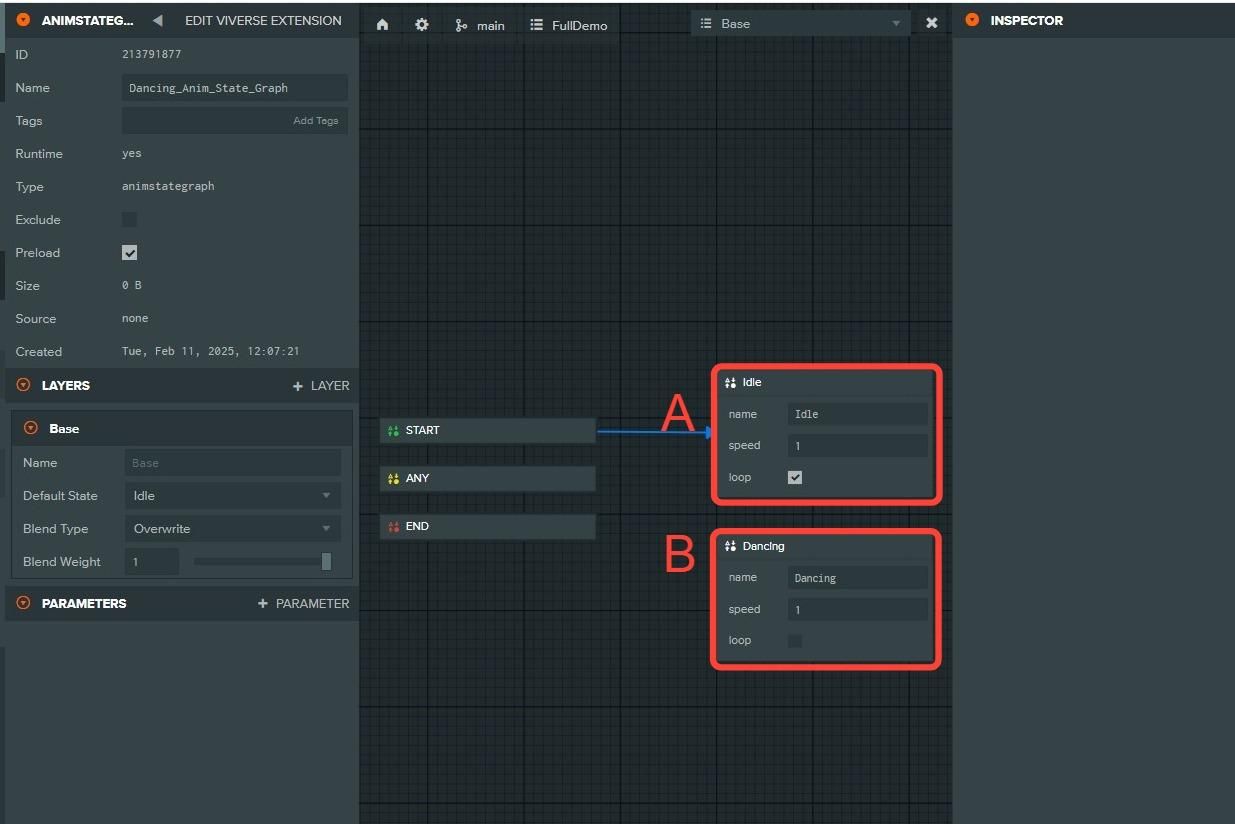 ANIMSTATEG... EDIT VIVERSE EXTENSION
ID 213791877
Name Dancing_Anim_State_Graph
Tags Add Tags
Runtime yes
Type animstategraph
Exclude
Preload
Size 0 B
Source none
Created Tue, Feb 11, 2025, 12:07:21
LAYERS + LAYER
Base
Name Base
Default State Idle
Blend Type Overwrite
Blend Weight 1
PARAMETERS + PARAMETER
main FullDemo Base
START
ANY
END
A
Idle
name Idle
speed 1
loop
B
Dancing
name Dancing
speed 1
loop
INSPECTOR